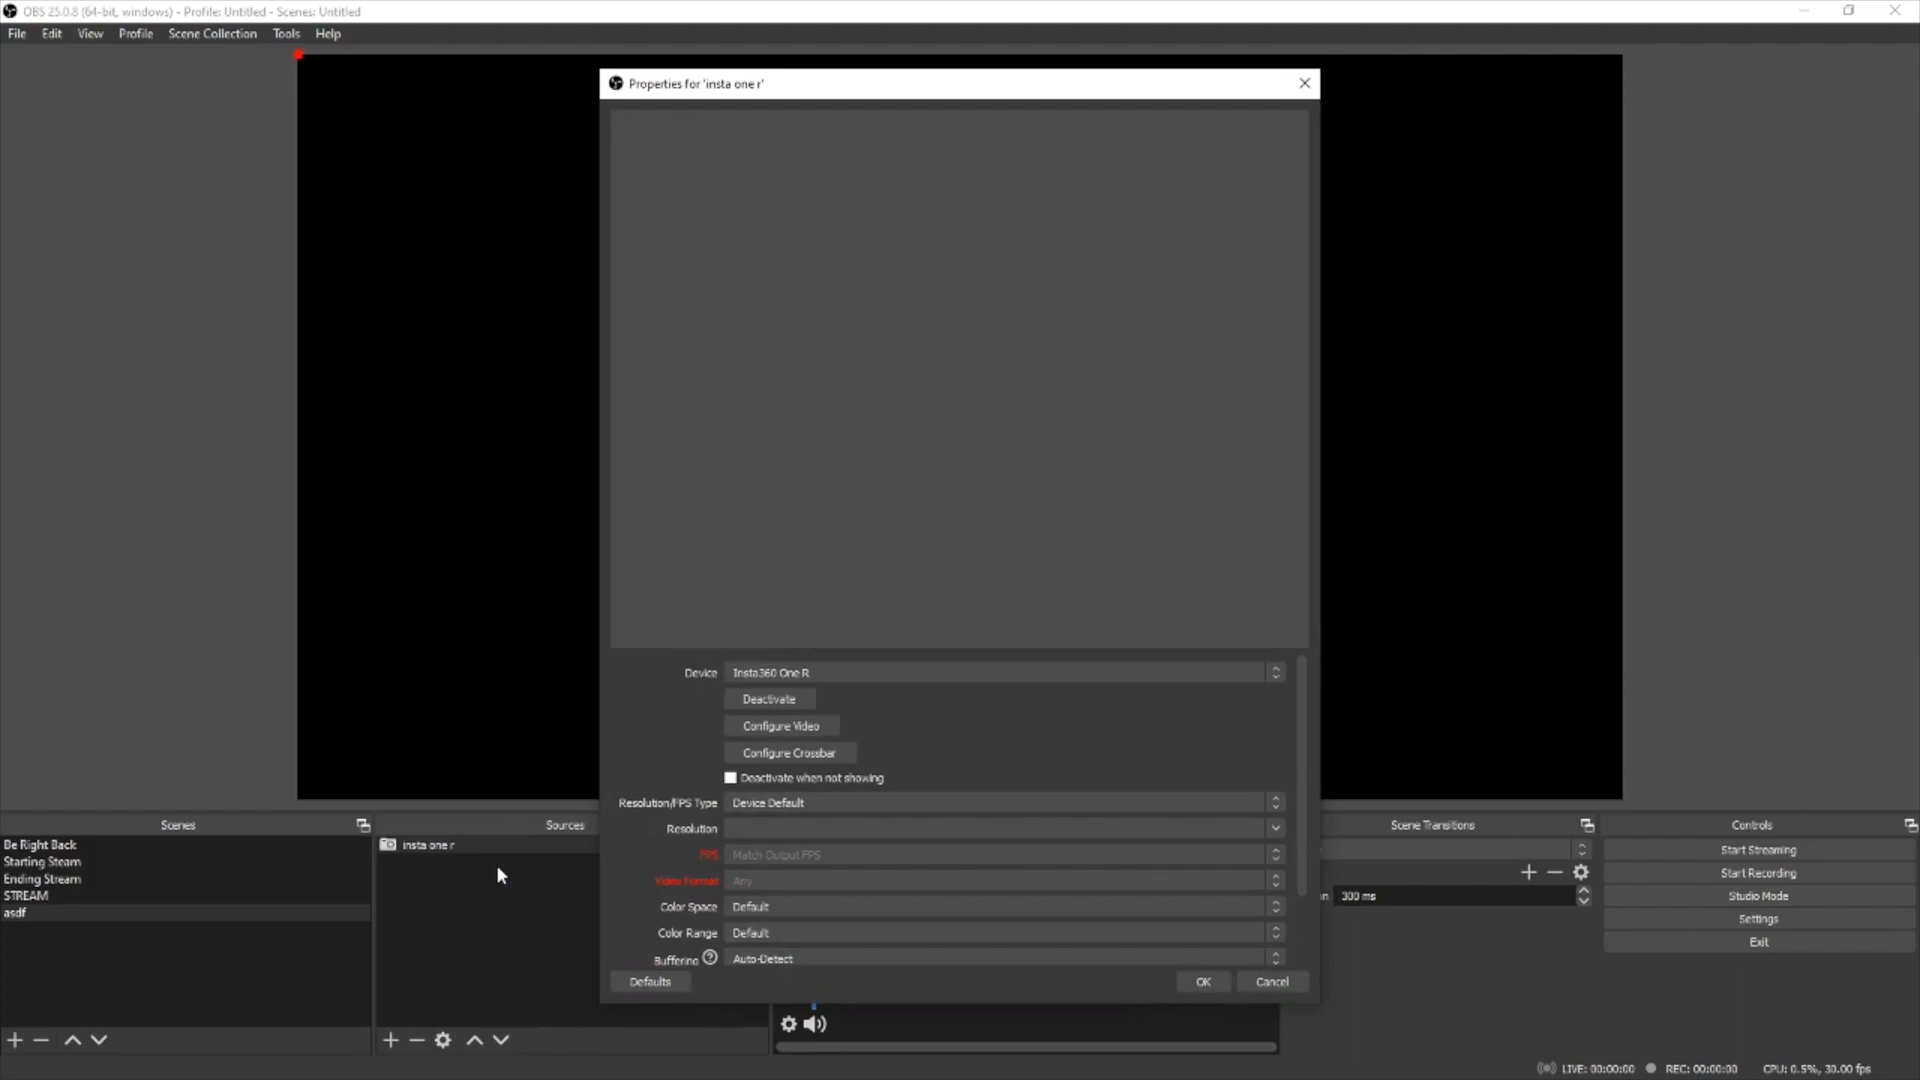 OBS 25.0.8 (64-bit, windows) - Profile: Untitled - Scenes: Untitled
File Edit View Profile Scene Collection Tools Help
Properties for 'insta one r'
Device Insta360 One R
Deactivate
Configure Video
Configure Crossbar
Deactivate when not showing
Resolution/FPS Type Device Default
Resolution
FPS Match Output FPS
Video Format Any
Color Space Default
Color Range Default
Buffering ? Auto-Detect
Defaults OK Cancel
Scenes
Be Right Back
Starting Steam
Ending Stream
STREAM
asdf
Sources
insta one r
Scene Transitions
300 ms
Controls
Start Streaming
Start Recording
Studio Mode
Settings
Exit
LIVE: 00:00:00 REC: 00:00:00 CPU: 0.5%, 30.00 fps